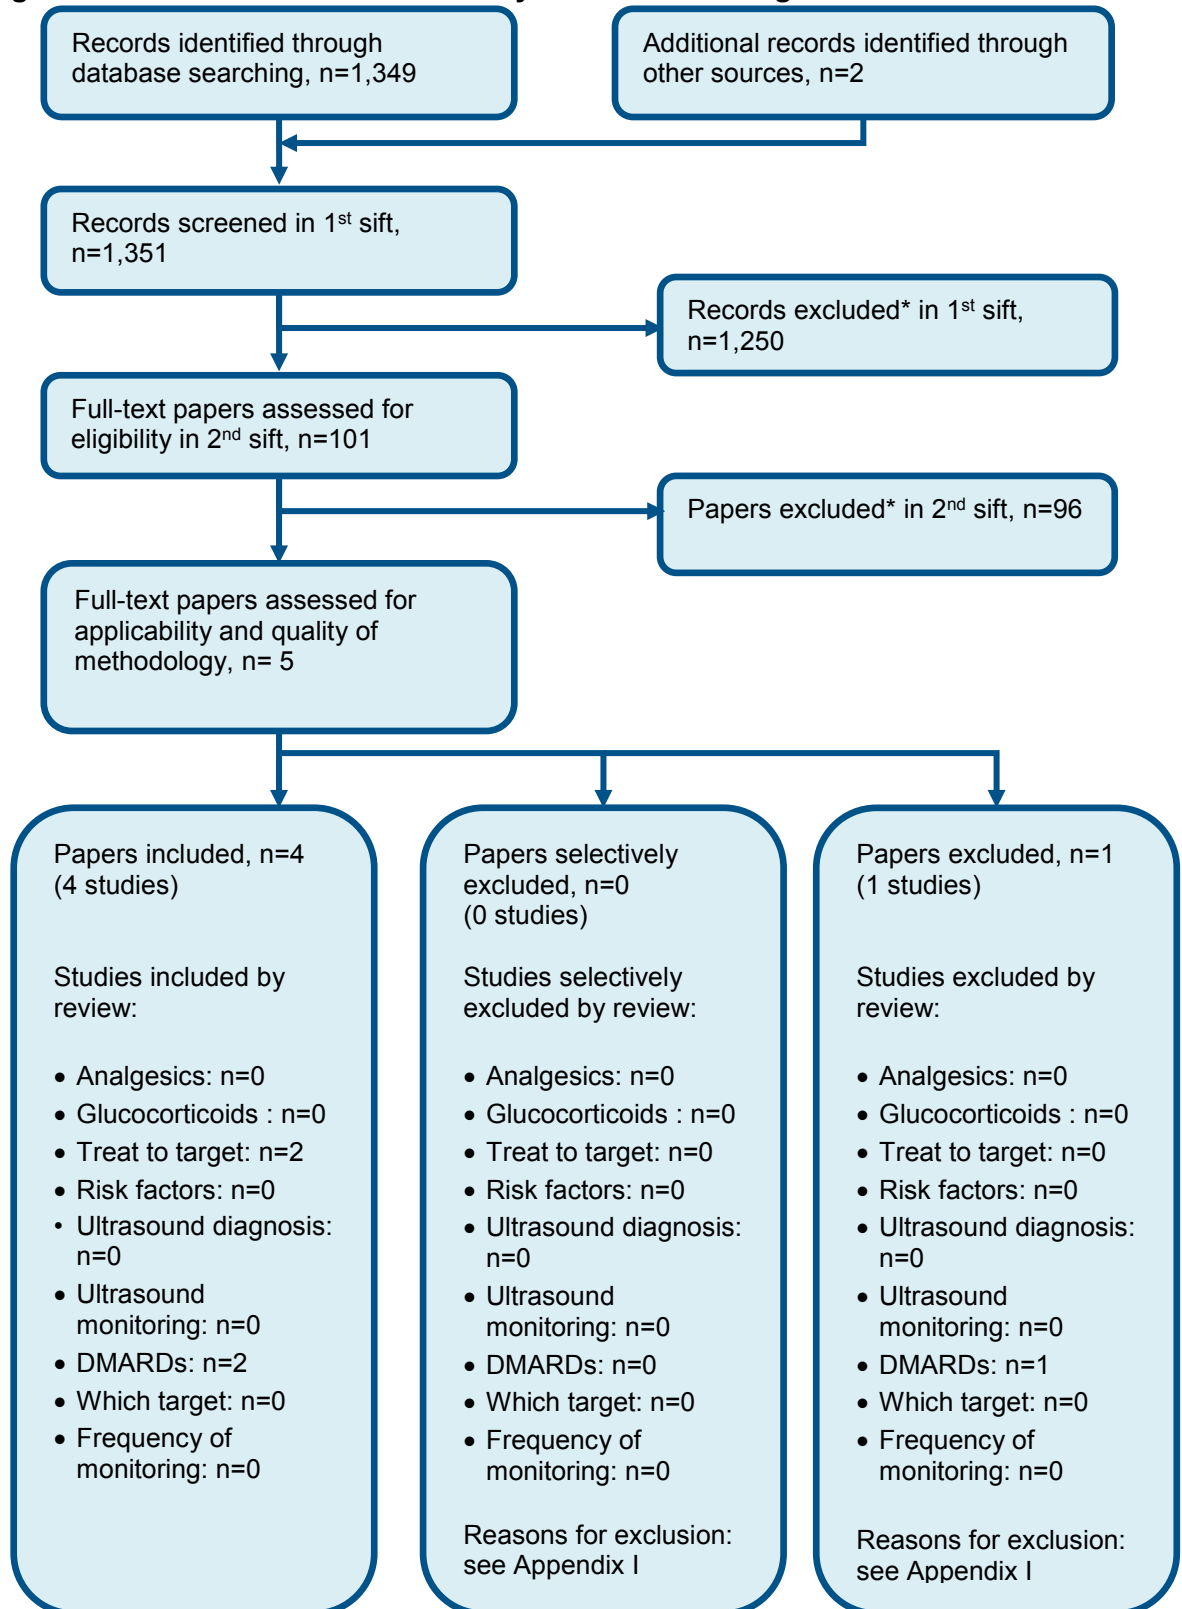 Records identified through
database searching, n=1,349
Additional records identified through
other sources, n=2
Records screened in 1st sift,
n=1,351
Records excluded* in 1st sift,
n=1,250
Full-text papers assessed for
eligibility in 2nd sift, n=101
Papers excluded* in 2nd sift, n=96
Full-text papers assessed for
applicability and quality of
methodology, n= 5
Papers included, n=4
(4 studies)
Studies included by
review:
• Analgesics: n=0
• Glucocorticoids : n=0
• Treat to target: n=2
• Risk factors: n=0
• Ultrasound diagnosis:
n=0
• Ultrasound
monitoring: n=0
• DMARDs: n=2
• Which target: n=0
• Frequency of
monitoring: n=0
Papers selectively
excluded, n=0
(0 studies)
Studies selectively
excluded by review:
• Analgesics: n=0
• Glucocorticoids : n=0
• Treat to target: n=0
• Risk factors: n=0
• Ultrasound diagnosis:
n=0
• Ultrasound
monitoring: n=0
• DMARDs: n=0
• Which target: n=0
• Frequency of
monitoring: n=0
Reasons for exclusion:
see Appendix I
Papers excluded, n=1
(1 studies)
Studies excluded by
review:
• Analgesics: n=0
• Glucocorticoids : n=0
• Treat to target: n=0
• Risk factors: n=0
• Ultrasound diagnosis:
n=0
• Ultrasound
monitoring: n=0
• DMARDs: n=1
• Which target: n=0
• Frequency of
monitoring: n=0
Reasons for exclusion:
see Appendix I